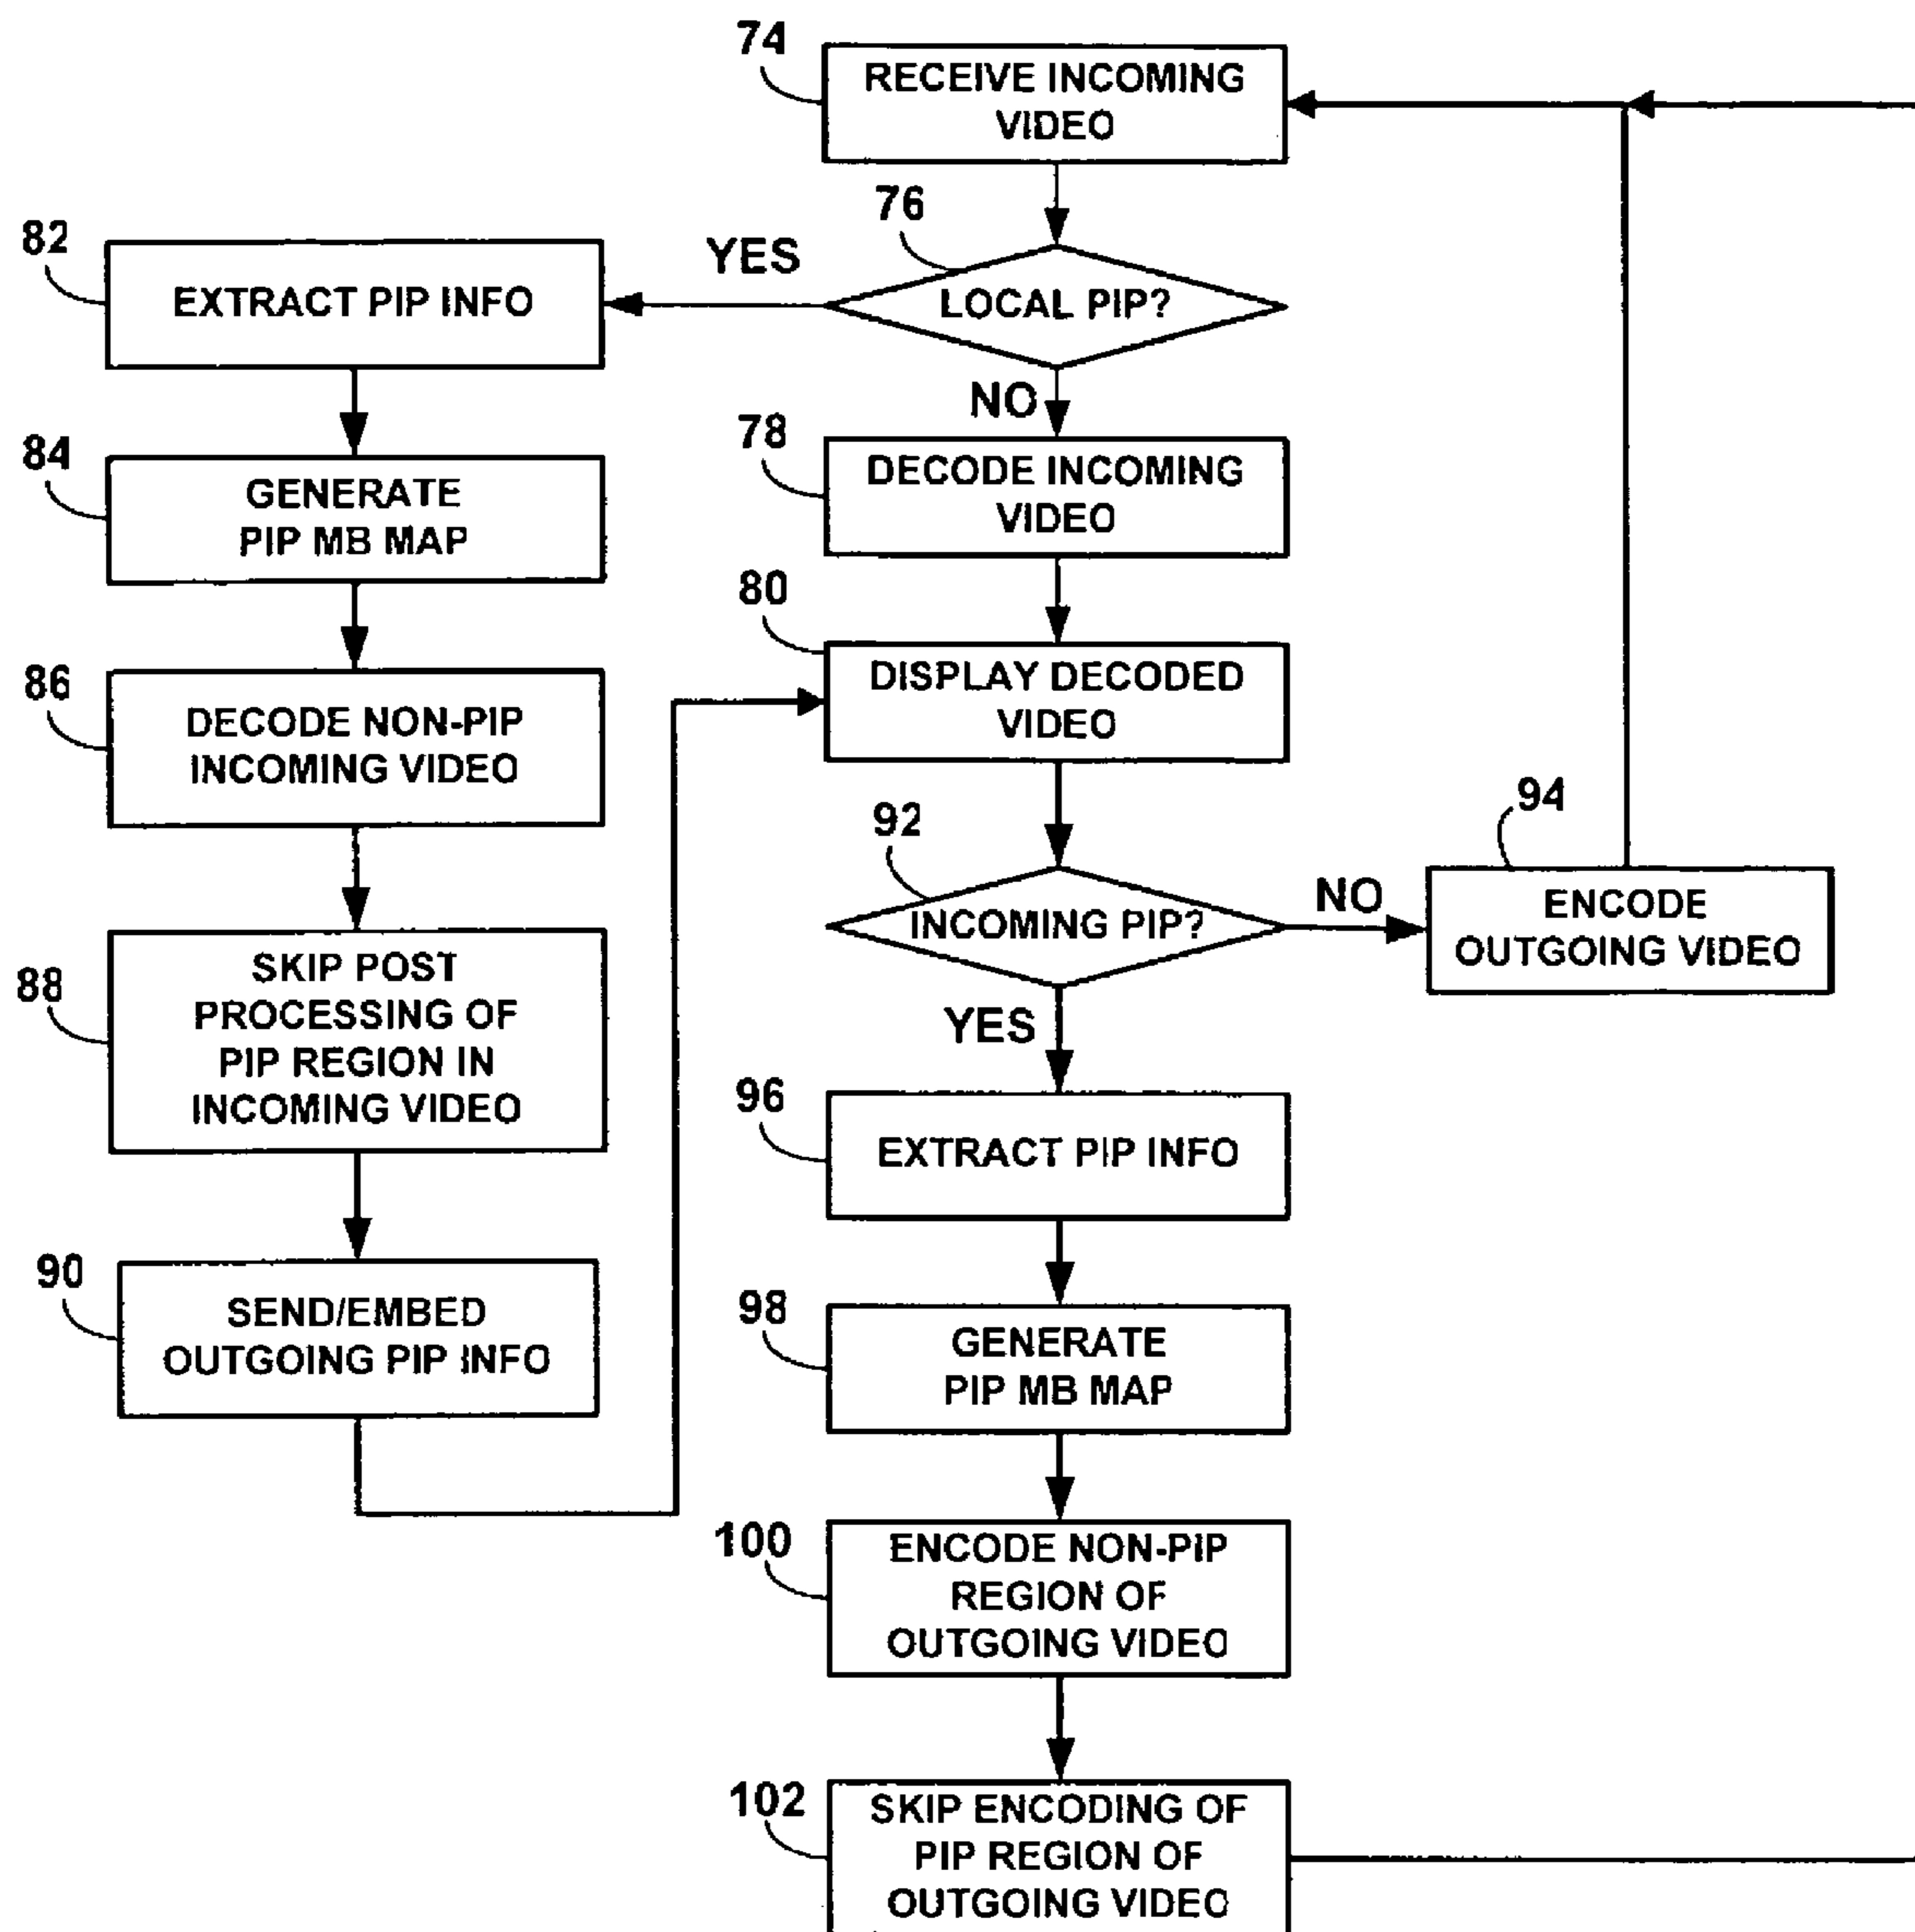 74
RECEIVE INCOMING
VIDEO
76
LOCAL PIP?
YES
NO
82
EXTRACT PIP INFO
84
GENERATE
PIP MB MAP
86
DECODE NON-PIP
INCOMING VIDEO
88
SKIP POST
PROCESSING OF
PIP REGION IN
INCOMING VIDEO
90
SEND/EMBED
OUTGOING PIP INFO
78
DECODE INCOMING
VIDEO
80
DISPLAY DECODED
VIDEO
92
INCOMING PIP?
NO
94
ENCODE
OUTGOING VIDEO
YES
96
EXTRACT PIP INFO
98
GENERATE
PIP MB MAP
100
ENCODE NON-PIP
REGION OF
OUTGOING VIDEO
102
SKIP ENCODING OF
PIP REGION OF
OUTGOING VIDEO